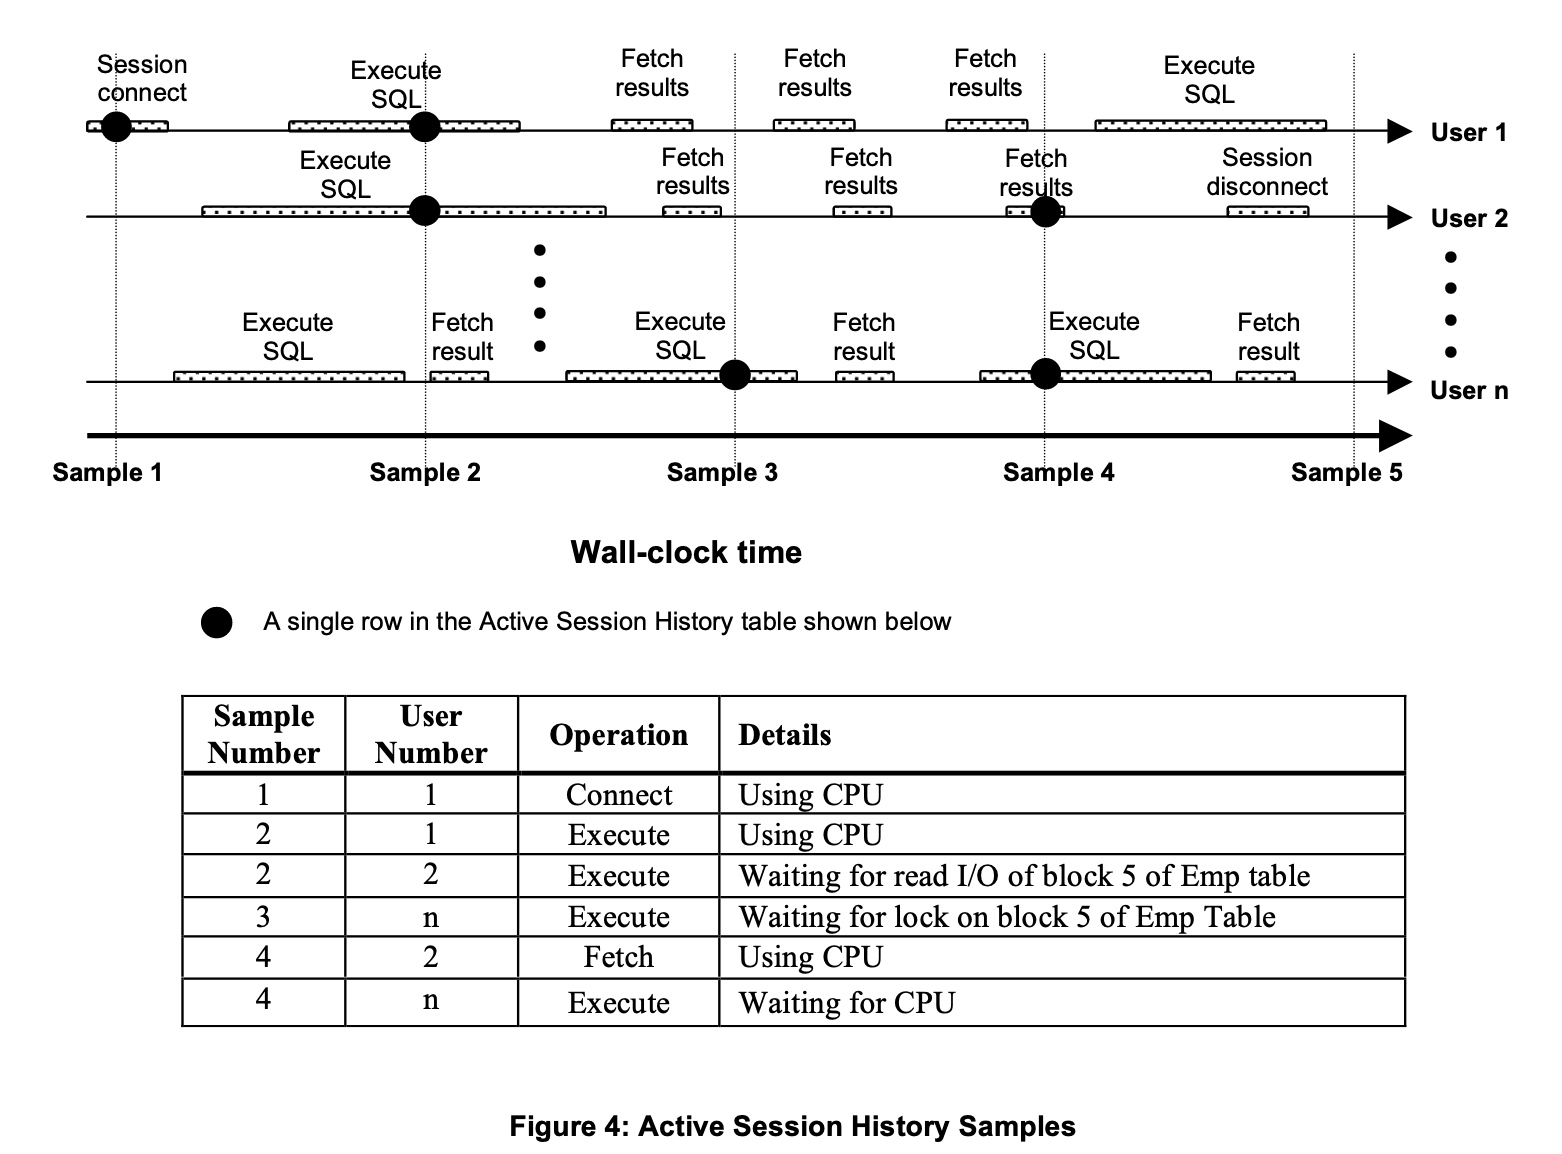 Session
connect
Execute
SQL
Fetch
results
Fetch
results
Fetch
results
Execute
SQL
User 1
Execute
SQL
Fetch
results
Fetch
results
Fetch
results
Session
disconnect
User 2
Execute
SQL
Fetch
result
Execute
SQL
Fetch
result
Execute
SQL
Fetch
result
User n
Sample 1
Sample 2
Sample 3
Sample 4
Sample 5
Wall-clock time
A single row in the Active Session History table shown below
Sample
Number
User
Number
Operation
Details
1 1 Connect Using CPU
2 1 Execute Using CPU
2 2 Execute Waiting for read I/O of block 5 of Emp table
3 n Execute Waiting for lock on block 5 of Emp Table
4 2 Fetch Using CPU
4 n Execute Waiting for CPU
Figure 4: Active Session History Samples